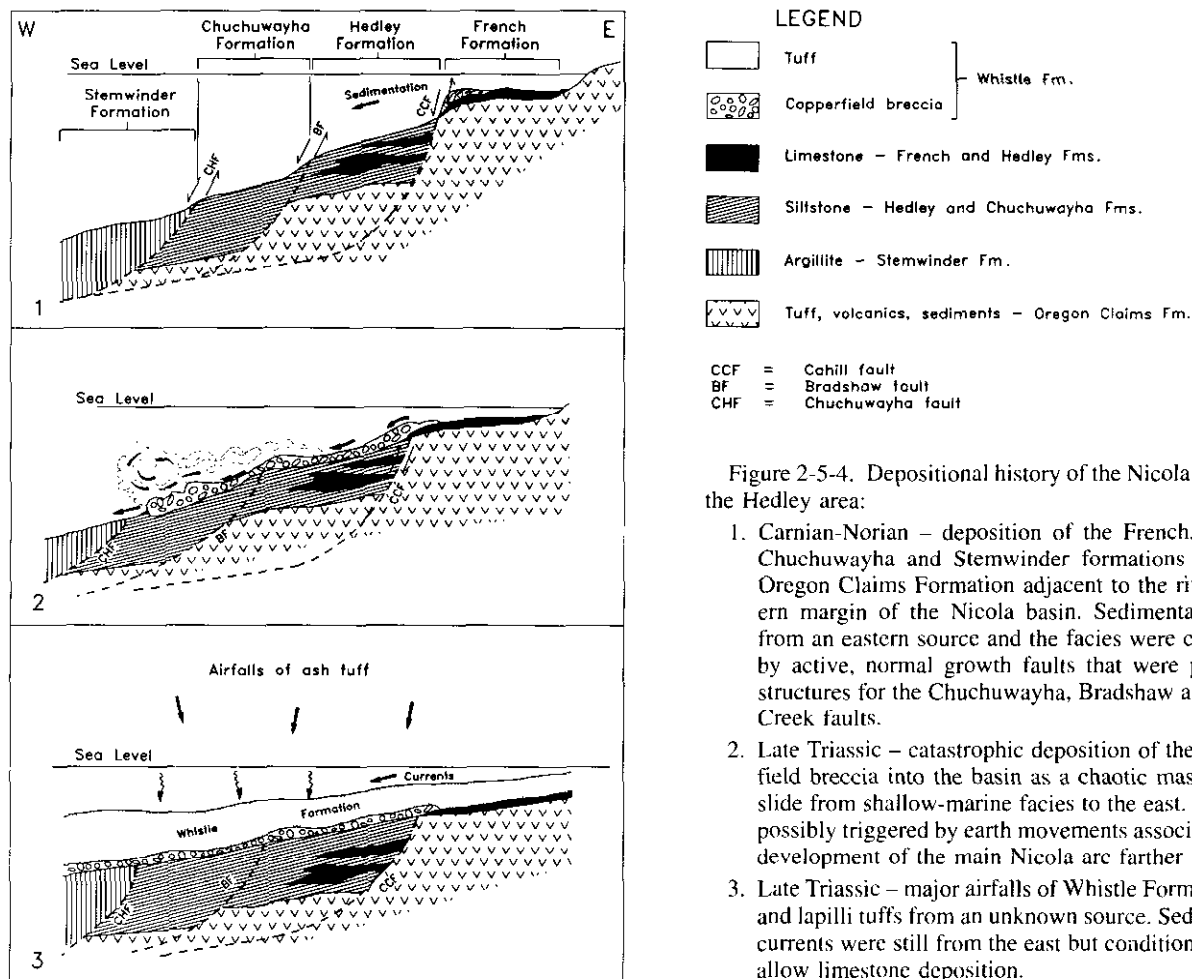 W
Chuchuwayha
Formation
Hedley
Formation
French
Formation
E
Sea Level
Stemwinder
Formation
Sedimentation
CCF
BF
CHF
1
Sea Level
CCF
BF
CHF
2
Airfalls of ash tuff
Sea Level
Currents
Whistle Formation
BF
CCF
CHF
3
LEGEND
Tuff
Whistle Fm.
Copperfield breccia
Limestone – French and Hedley Fms.
Siltstone – Hedley and Chuchuwayha Fms.
Argillite – Stemwinder Fm.
Tuff, volcanics, sediments – Oregon Claims Fm.
CCF = Cahill fault
BF = Bradshaw fault
CHF = Chuchuwayha fault
Figure 2-5-4. Depositional history of the Nicola
the Hedley area:
1. Carnian-Norian – deposition of the French,
Chuchuwayha and Stemwinder formations
Oregon Claims Formation adjacent to the ri
ern margin of the Nicola basin. Sedimenta
from an eastern source and the facies were c
by active, normal growth faults that were p
structures for the Chuchuwayha, Bradshaw a
Creek faults.
2. Late Triassic – catastrophic deposition of the
field breccia into the basin as a chaotic mas
slide from shallow-marine facies to the east.
possibly triggered by earth movements associ
development of the main Nicola arc farther
3. Late Triassic – major airfalls of Whistle Form
and lapilli tuffs from an unknown source. Sed
currents were still from the east but condition
allow limestone deposition.